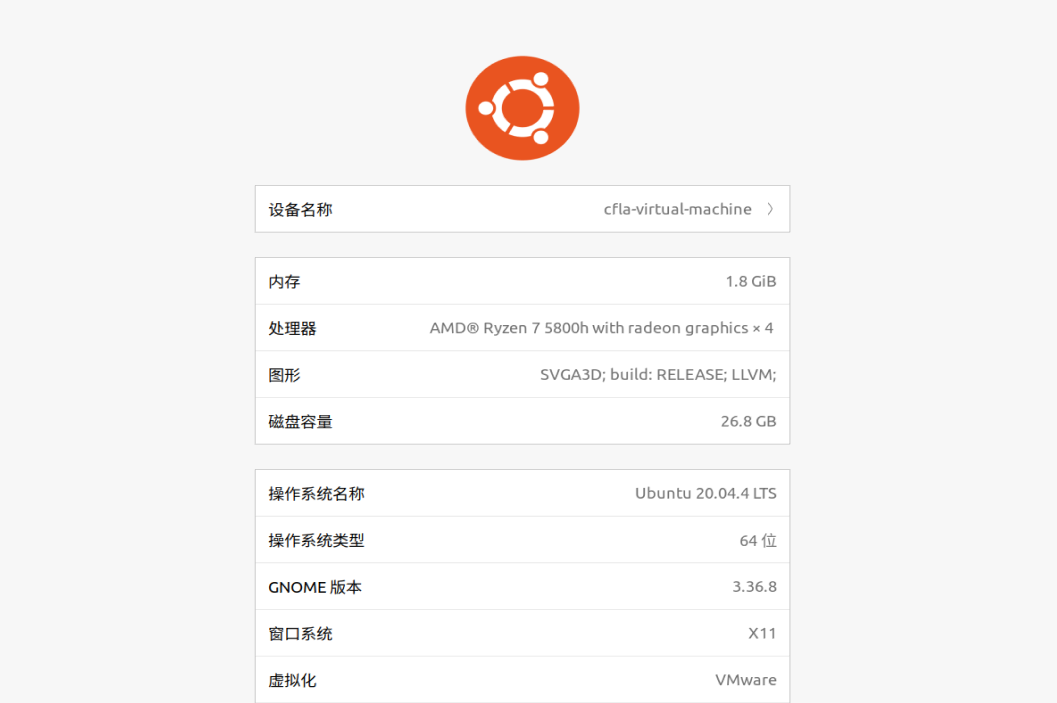 设备名称 cfla-virtual-machine
内存 1.8 GiB
处理器 AMD® Ryzen 7 5800h with radeon graphics × 4
图形 SVGA3D; build: RELEASE; LLVM;
磁盘容量 26.8 GB
操作系统名称 Ubuntu 20.04.4 LTS
操作系统类型 64 位
GNOME 版本 3.36.8
窗口系统 X11
虚拟化 VMware